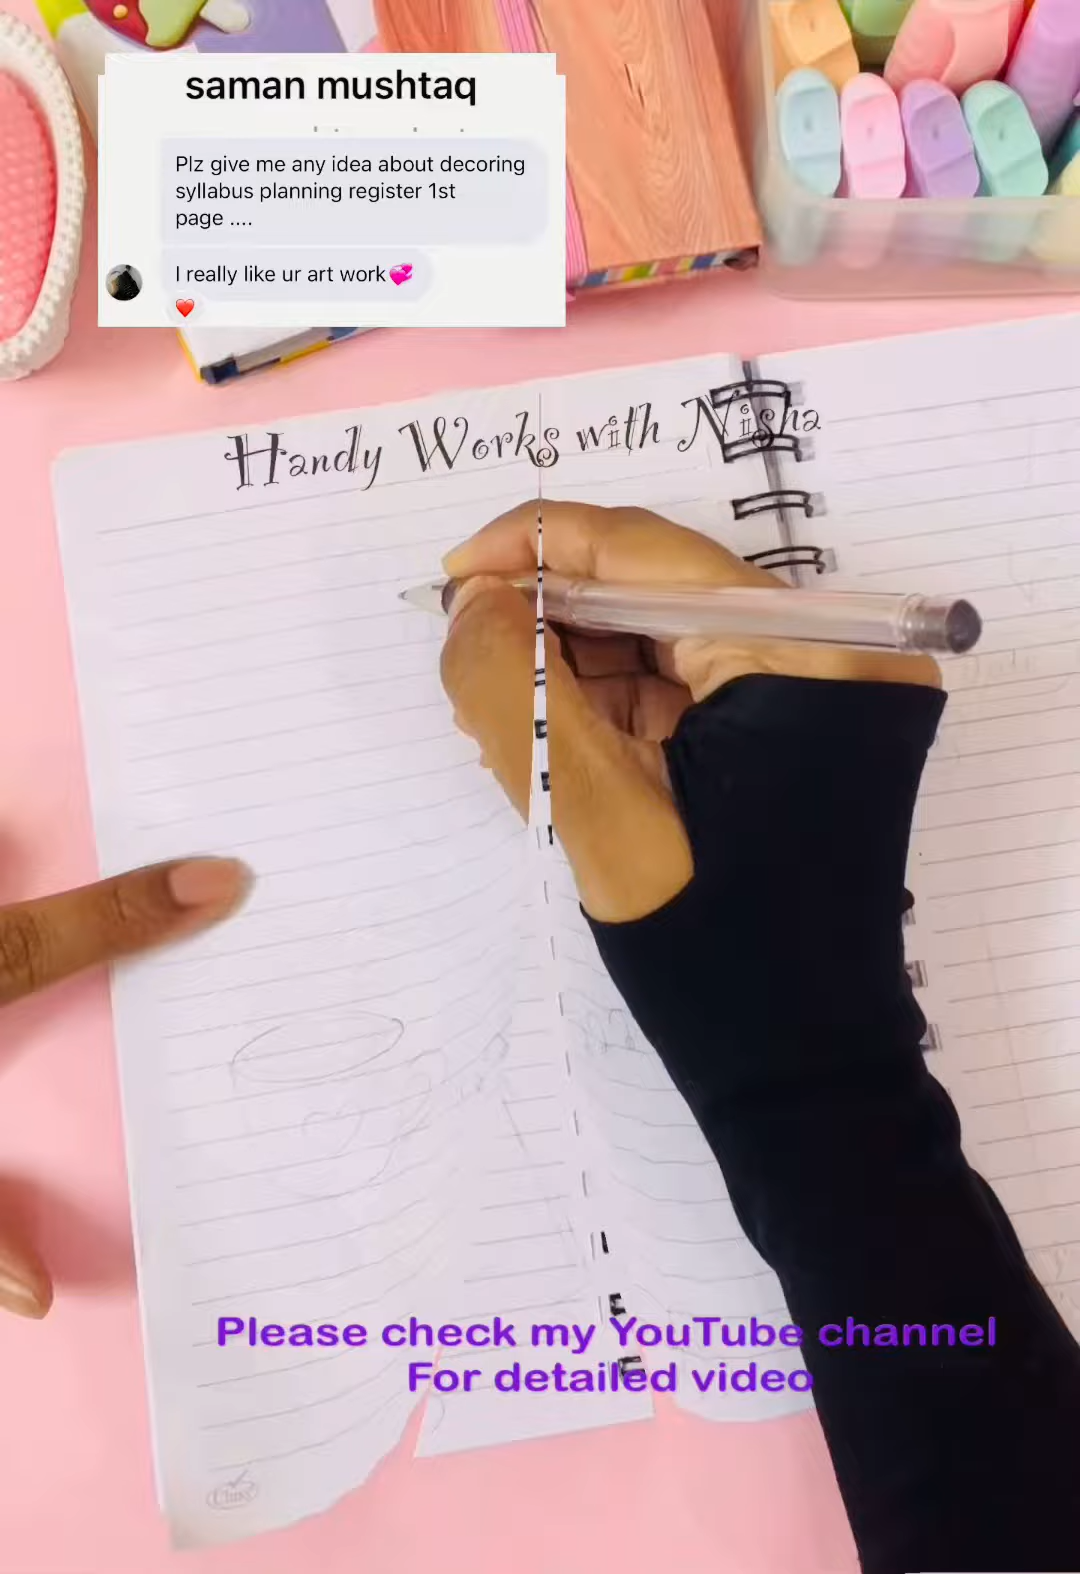 saman mushtaq
Plz give me any idea about decoring
syllabus planning register 1st
page ....
I really like ur art work💞
❤️
Handy Works with Nisha
Please check my YouTube channel
For detailed video